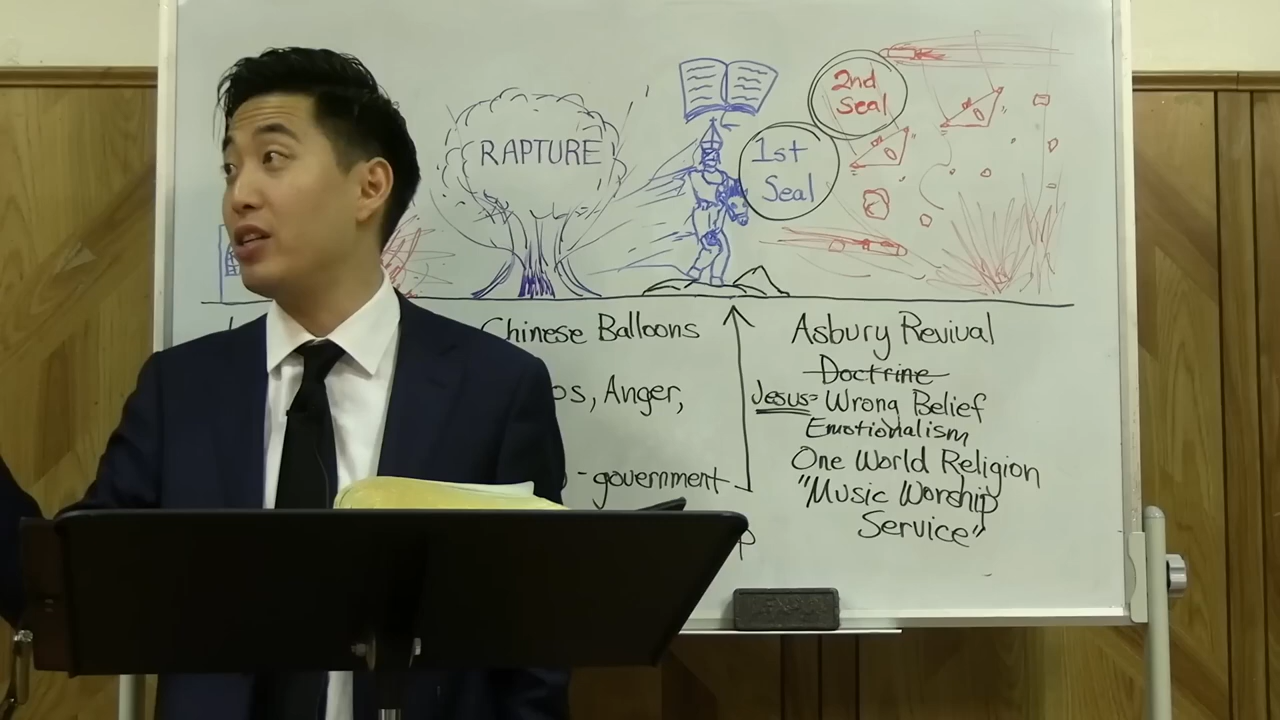 RAPTURE
1st
Seal
2nd
Seal
Chinese Balloons
Anger,
- government
Asbury Revival
Doctrine
Jesus= Wrong Belief
Emotionalism
One World Religion
"Music Worship
Service"